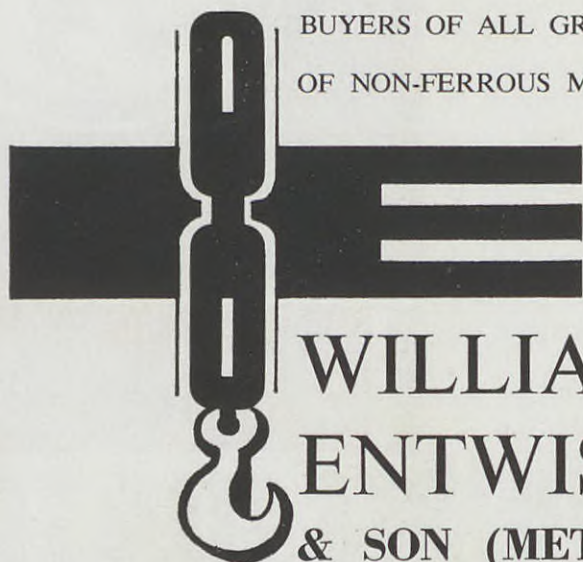 BUYERS OF ALL GR
OF NON-FERROUS M
WILLIA
ENTWIS
& SON (MET